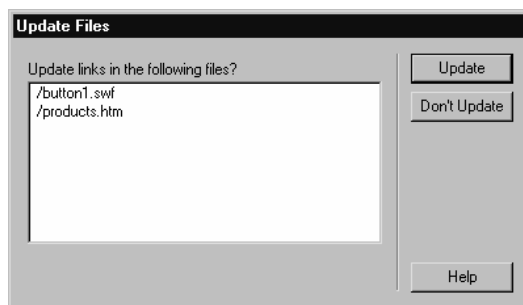 Update Files
Update links in the following files?
/button1.swf
/products.htm
Update
Don't Update
Help